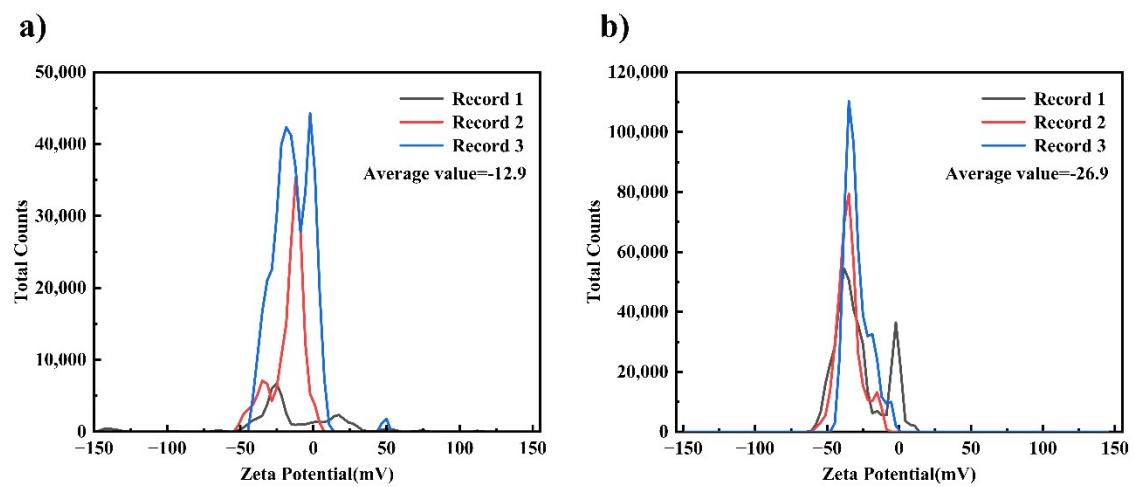 a)
50,000
40,000
30,000
20,000
10,000
0
Total Counts
−150 −100 −50 0 50 100 150
Zeta Potential(mV)
Record 1
Record 2
Record 3
Average value=-12.9
b)
120,000
100,000
80,000
60,000
40,000
20,000
0
Total Counts
−150 −100 −50 0 50 100 150
Zeta Potential(mV)
Record 1
Record 2
Record 3
Average value=-26.9